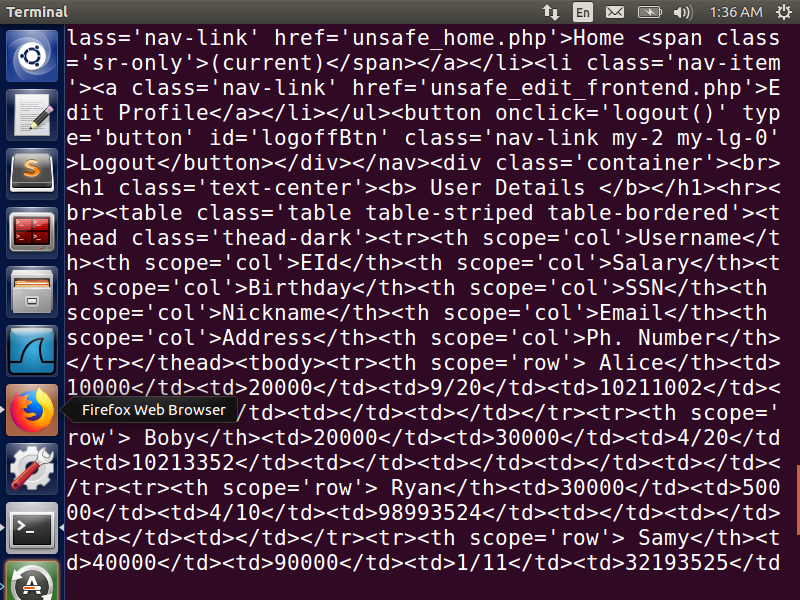 Terminal
En
1:36 AM
lass='nav-link' href='unsafe_home.php'>Home <span class
='sr-only'>(current)</span></a></li><li class='nav-item
'><a class='nav-link' href='unsafe_edit_frontend.php'>E
dit Profile</a></li></ul><button onclick='logout()' typ
e='button' id='logoffBtn' class='nav-link my-2 my-lg-0'
>Logout</button></div></nav><div class='container'><br>
<h1 class='text-center'><b> User Details </b></h1><hr><
br><table class='table table-striped table-bordered'><t
head class='thead-dark'><tr><th scope='col'>Username</t
h><th scope='col'>EId</th><th scope='col'>Salary</th><t
h scope='col'>Birthday</th><th scope='col'>SSN</th><th 
scope='col'>Nickname</th><th scope='col'>Email</th><th 
scope='col'>Address</th><th scope='col'>Ph. Number</th>
</tr></thead><tbody><tr><th scope='row'> Alice</th><td>
10000</td><td>20000</td><td>9/20</td><td>10211002</td><
Firefox Web Browser
/td><td></td><td></td></tr><tr><th scope='
row'> Boby</th><td>20000</td><td>30000</td><td>4/20</td
><td>10213352</td><td></td><td></td><td></td><td></td><
/tr><tr><th scope='row'> Ryan</th><td>30000</td><td>500
00</td><td>4/10</td><td>98993524</td><td></td><td></td>
<td></td><td></td></tr><tr><th scope='row'> Samy</th><t
d>40000</td><td>90000</td><td>1/11</td><td>32193525</td